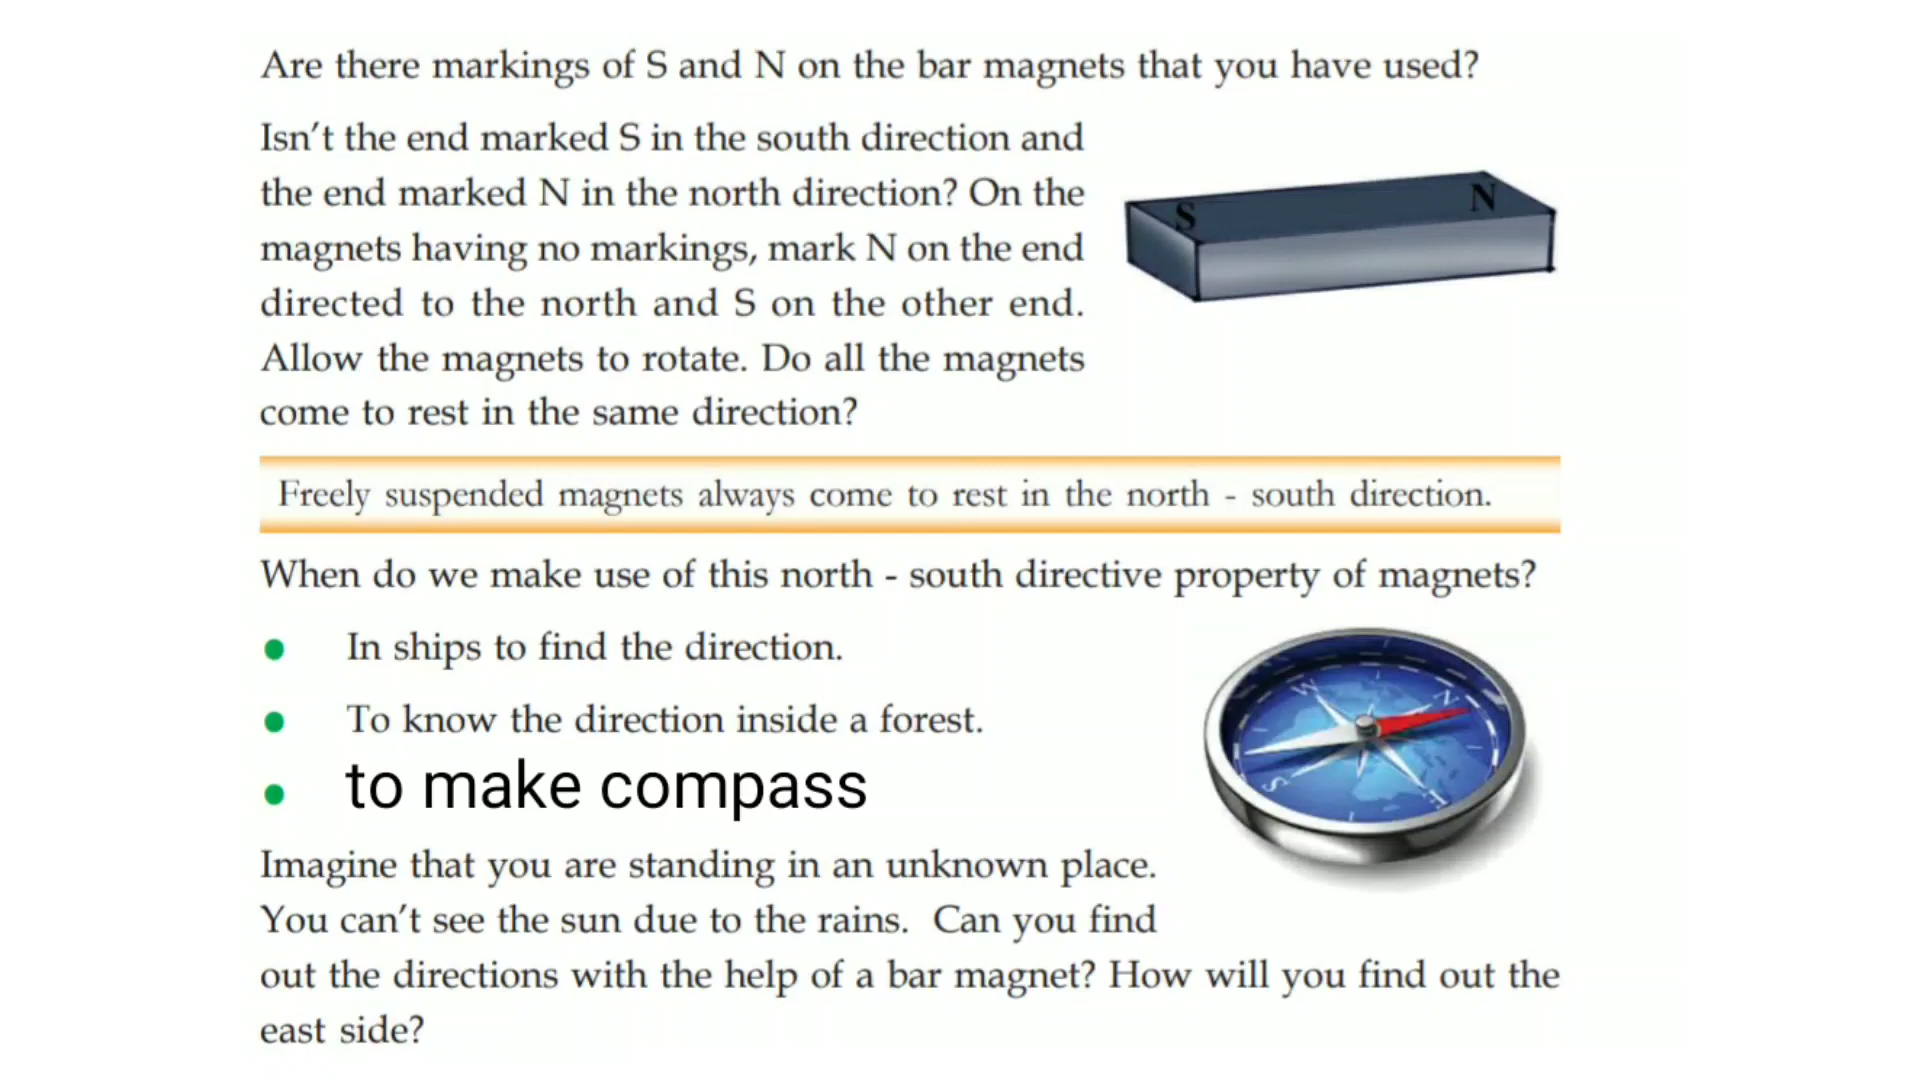 Are there markings of S and N on the bar magnets that you have used?
Isn't the end marked S in the south direction and
the end marked N in the north direction? On the
magnets having no markings, mark N on the end
directed to the north and S on the other end.
Allow the magnets to rotate. Do all the magnets
come to rest in the same direction?
S N
Freely suspended magnets always come to rest in the north - south direction.
When do we make use of this north - south directive property of magnets?
● In ships to find the direction.
● To know the direction inside a forest.
● to make compass
W N
S E
Imagine that you are standing in an unknown place.
You can't see the sun due to the rains. Can you find
out the directions with the help of a bar magnet? How will you find out the
east side?